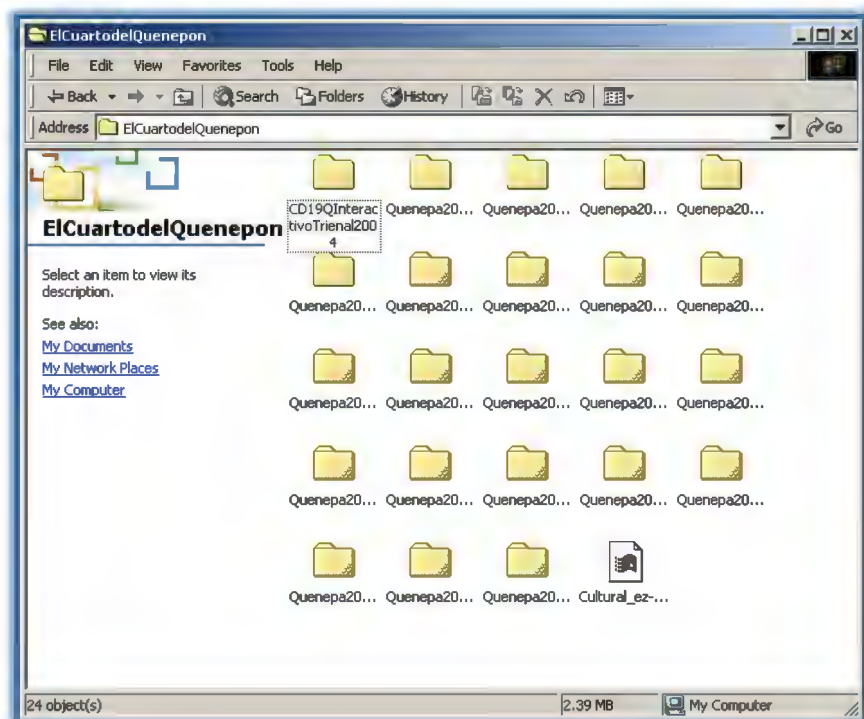 ElCuartodelQuenepon
File Edit View Favorites Tools Help
Back Search Folders History
Address ElCuartodelQuenepon Go
ElCuartodelQuenepon
Select an item to view its
description.
See also:
My Documents
My Network Places
My Computer
CD19QInterac
tivoTrienal200
4
Quenepa20... Quenepa20... Quenepa20... Quenepa20...
Quenepa20... Quenepa20... Quenepa20... Quenepa20... Quenepa20...
Quenepa20... Quenepa20... Quenepa20... Quenepa20... Quenepa20...
Quenepa20... Quenepa20... Quenepa20... Quenepa20... Quenepa20...
Quenepa20... Quenepa20... Quenepa20... Cultural_ez-...
24 object(s) 2.39 MB My Computer